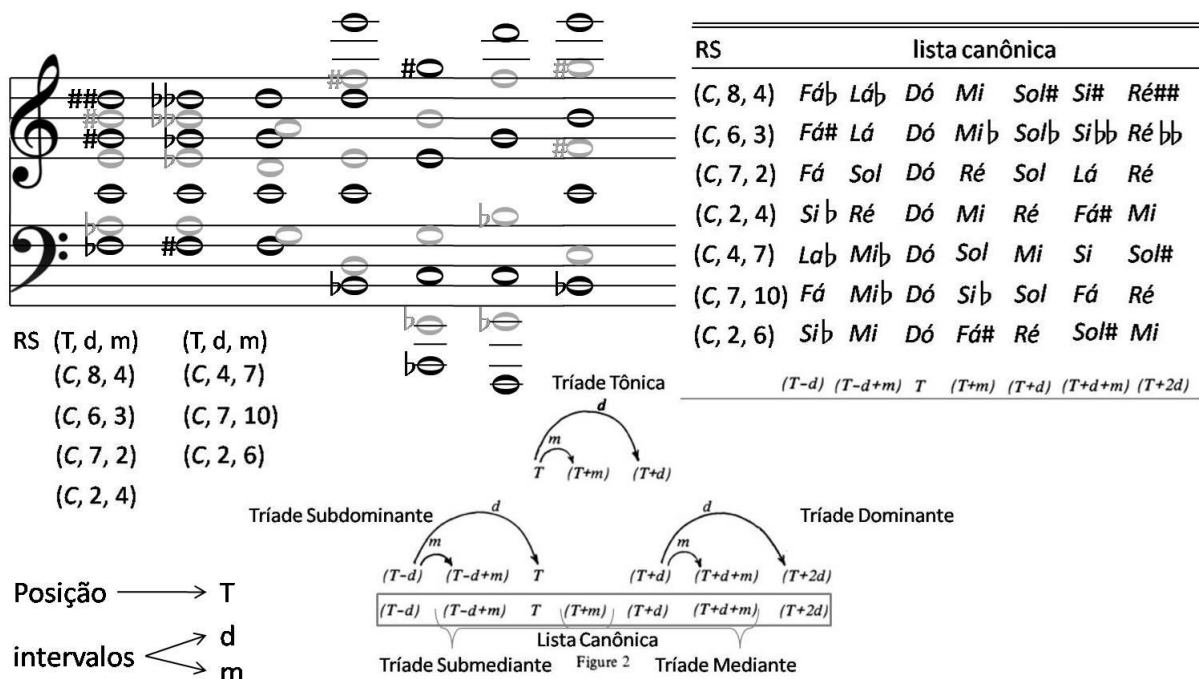 RS lista canônica
(C, 8, 4) Fá♭ Lá♭ Dó Mi Sol# Si# Ré##
(C, 6, 3) Fá# Lá Dó Mi♭ Sol♭ Si♭♭ Ré♭♭
(C, 7, 2) Fá Sol Dó Ré Sol Lá Ré
(C, 2, 4) Si♭ Ré Dó Mi Ré Fá# Mi
(C, 4, 7) La♭ Mi♭ Dó Sol Mi Si Sol#
(C, 7, 10) Fá Mi♭ Dó Si♭ Sol Fá Ré
(C, 2, 6) Si♭ Mi Dó Fá# Ré Sol# Mi
(T-d) (T-d+m) T (T+m) (T+d) (T+d+m) (T+2d)
RS (T, d, m) (T, d, m)
(C, 8, 4) (C, 4, 7)
(C, 6, 3) (C, 7, 10)
(C, 7, 2) (C, 2, 6)
(C, 2, 4)
Tríade Tônica
d
m
T (T+m) (T+d)
Tríade Subdominante d d Tríade Dominante
m m
(T-d) (T-d+m) T (T+d) (T+d+m) (T+2d)
(T-d) (T-d+m) T (T+m) (T+d) (T+d+m) (T+2d)
Lista Canônica
Tríade Submediante Figure 2 Tríade Mediante
Posição T
intervalos d
m